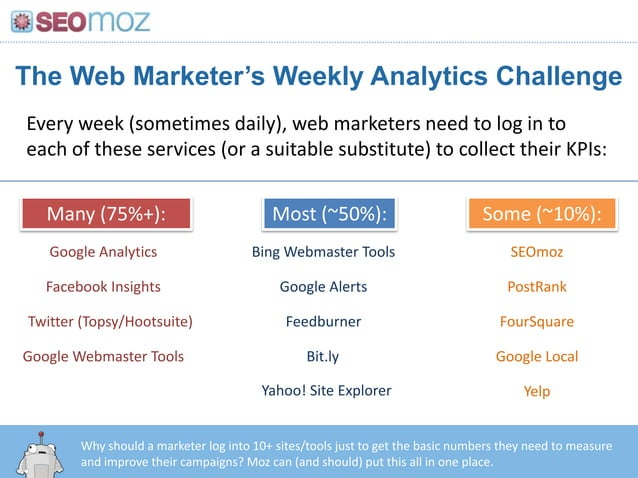 SEOmoz
The Web Marketer's Weekly Analytics Challenge
Every week (sometimes daily), web marketers need to log in to
each of these services (or a suitable substitute) to collect their KPIs:
Many (75%+):
Google Analytics
Facebook Insights
Twitter (Topsy/Hootsuite)
Google Webmaster Tools
Most (~50%):
Bing Webmaster Tools
Google Alerts
Feedburner
Bit.ly
Yahoo! Site Explorer
Some (~10%):
SEOmoz
PostRank
FourSquare
Google Local
Yelp
Why should a marketer log into 10+ sites/tools just to get the basic numbers they need to measure
and improve their campaigns? Moz can (and should) put this all in one place.